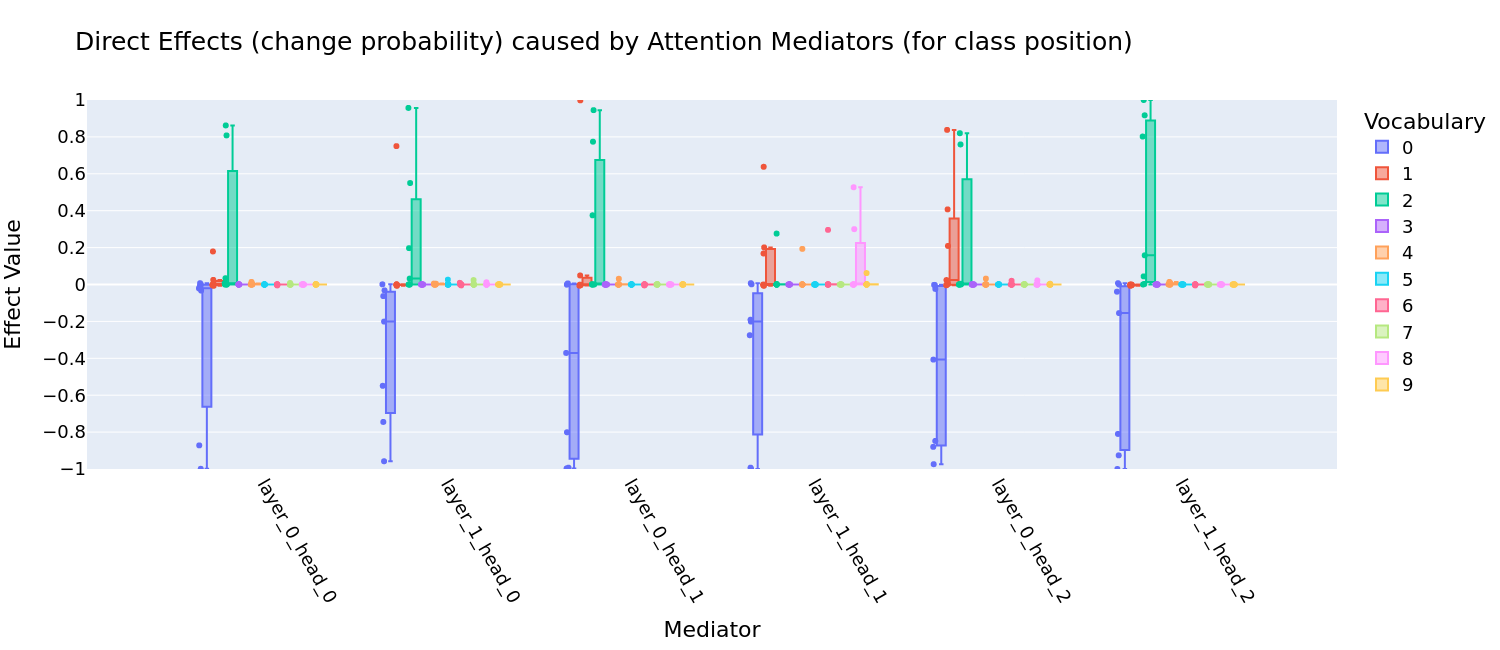 Direct Effects (change probability) caused by Attention Mediators (for class position)
Effect Value
1
0.8
0.6
0.4
0.2
0
−0.2
−0.4
−0.6
−0.8
−1
layer_0_head_0
layer_1_head_0
layer_0_head_1
layer_1_head_1
layer_0_head_2
layer_1_head_2
Mediator
Vocabulary
0
1
2
3
4
5
6
7
8
9